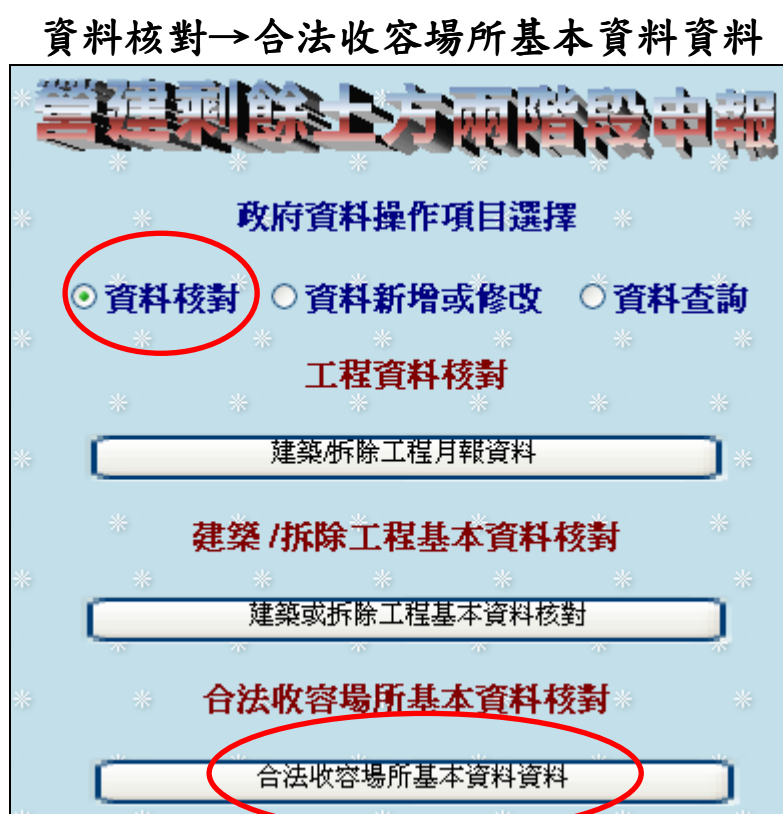 資料核對→合法收容場所基本資料資料
營建剩餘土方兩階段申報
政府資料操作項目選擇
資料核對 資料新增或修改 資料查詢
工程資料核對
建築/拆除工程月報資料
建築 /拆除工程基本資料核對
建築或拆除工程基本資料核對
合法收容場所基本資料核對
合法收容場所基本資料資料